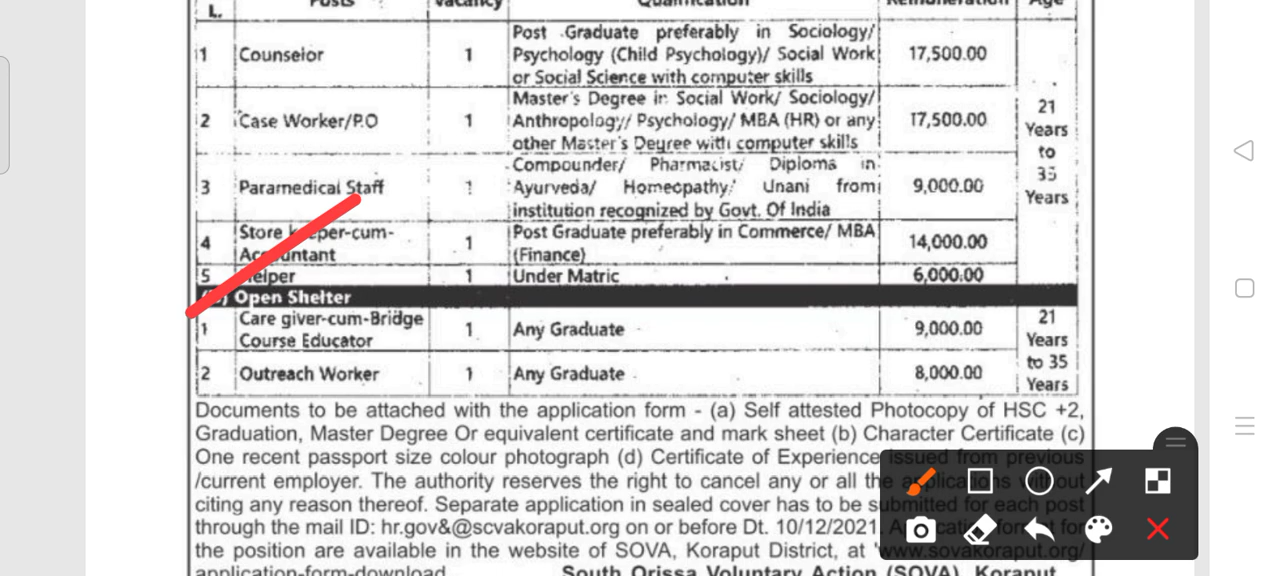 L. Posts Vacancy Qualification Remuneration Age
1 Counselor 1 Post Graduate preferably in Sociology/
Psychology (Child Psychology)/ Social Work
or Social Science with computer skills 17,500.00
2 Case Worker/P.O 1 Master's Degree in Social Work/ Sociology/
Anthropology/ Psychology/ MBA (HR) or any
other Master's Degree with computer skills 17,500.00
21
Years
to
35
Years
3 Paramedical Staff 1 Compounder/ Pharmacist/ Diploma in
Ayurveda/ Homeopathy/ Unani from
institution recognized by Govt. Of India 9,000.00
4 Store keeper-cum-
Accountant 1 Post Graduate preferably in Commerce/ MBA
(Finance) 14,000.00
5 Helper 1 Under Matric 6,000.00
Open Shelter
1 Care giver-cum-Bridge
Course Educator 1 Any Graduate 9,000.00
2 Outreach Worker 1 Any Graduate 8,000.00
21
Years
to 35
Years
Documents to be attached with the application form - (a) Self attested Photocopy of HSC +2,
Graduation, Master Degree Or equivalent certificate and mark sheet (b) Character Certificate (c)
One recent passport size colour photograph (d) Certificate of Experience issued from previous
/current employer. The authority reserves the right to cancel any or all the applications without
citing any reason thereof. Separate application in sealed cover has to be submitted for each post
through the mail ID: hr.gov&@scvakoraput.org on or before Dt. 10/12/2021. Application format for
the position are available in the website of SOVA, Koraput District, at www.sovakoraput.org/
application-form-download South Orissa Voluntary Action (SOVA), Koraput